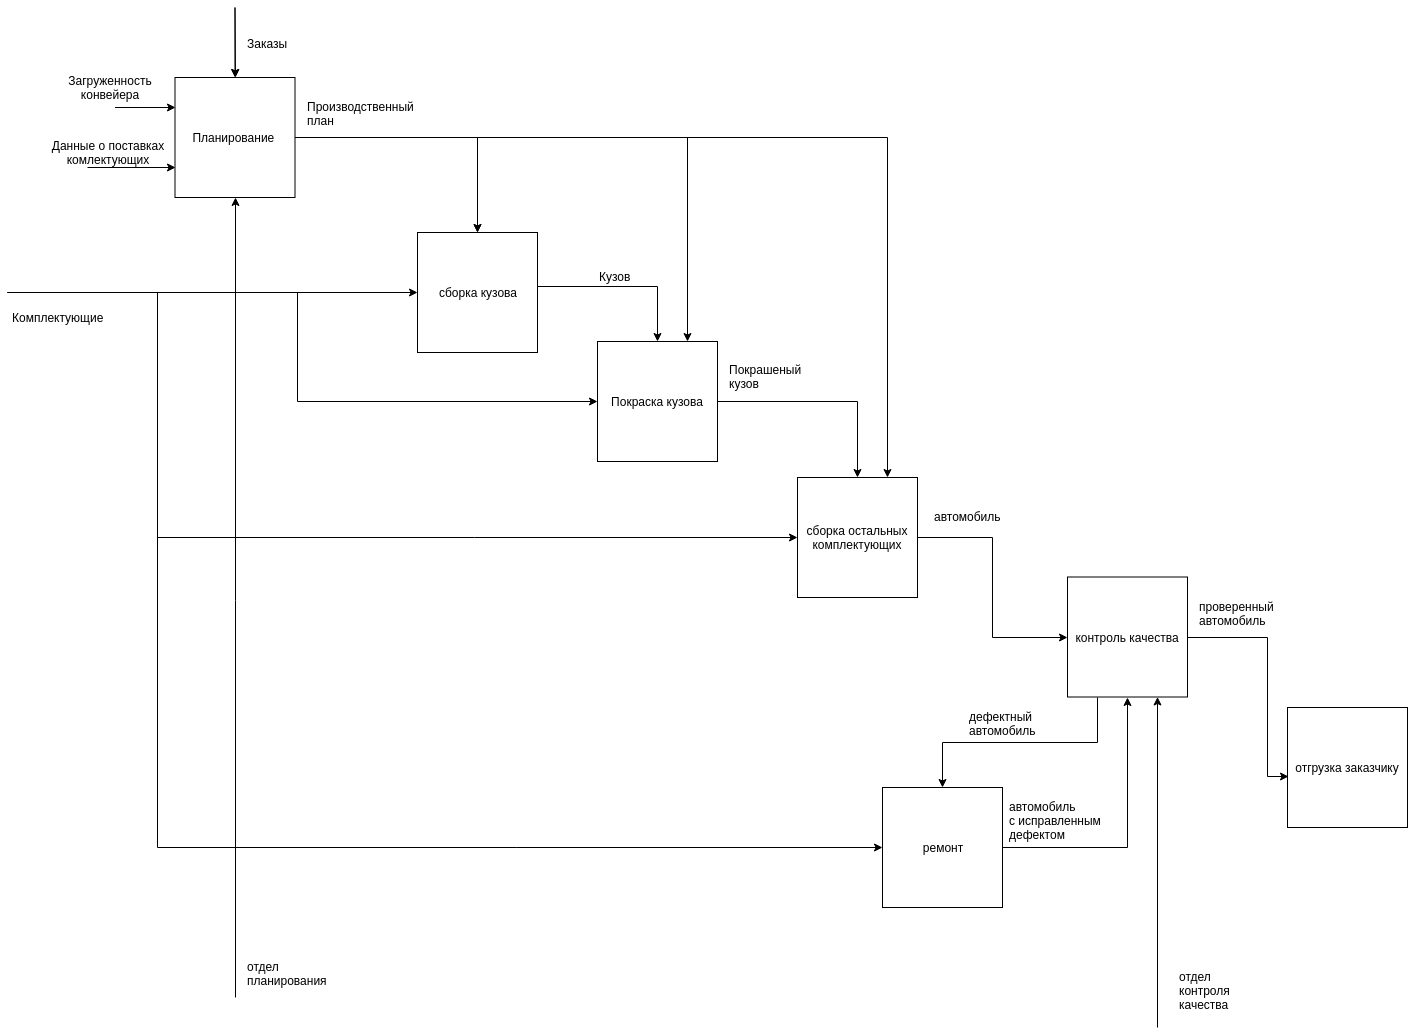 Заказы
Загруженность
конвейера
Производственный
план
Планирование
Данные о поставках
комлектующих
Кузов
сборка кузова
Комплектующие
Покрашеный
кузов
Покраска кузова
автомобиль
сборка остальных
комплектующих
проверенный
автомобиль
контроль качества
дефектный
автомобиль
отгрузка заказчику
автомобиль
с исправленным
дефектом
ремонт
отдел
планирования
отдел
контроля
качества